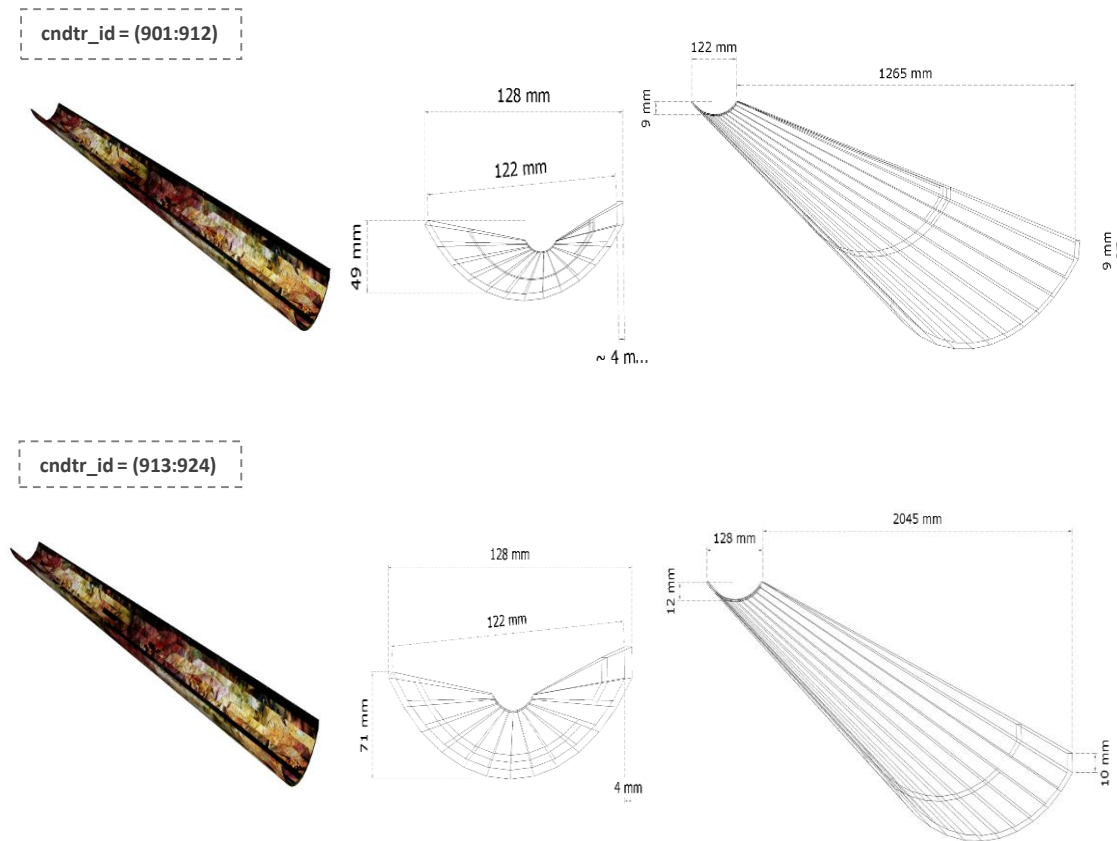 cndtr_id = (901:912)
122 mm
1265 mm
9 mm
128 mm
122 mm
49 mm
9 mm
~ 4 m...
cndtr_id = (913:924)
2045 mm
128 mm
12 mm
128 mm
122 mm
71 mm
10 mm
4 mm